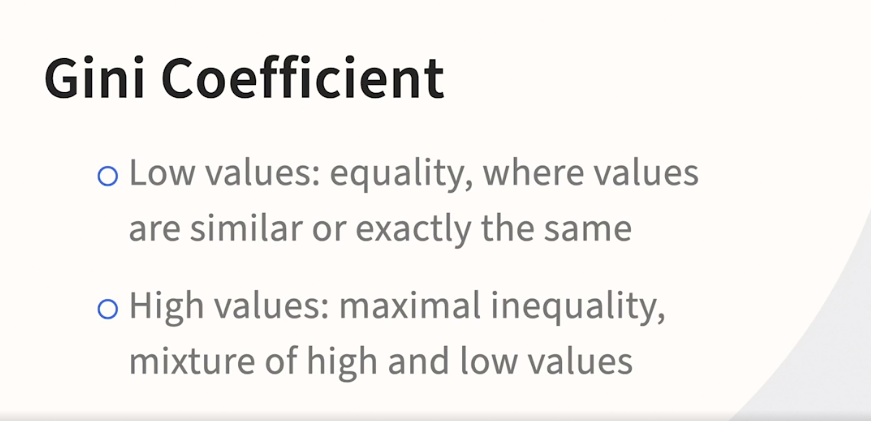 Gini Coefficient
Low values: equality, where values
are similar or exactly the same
High values: maximal inequality,
mixture of high and low values